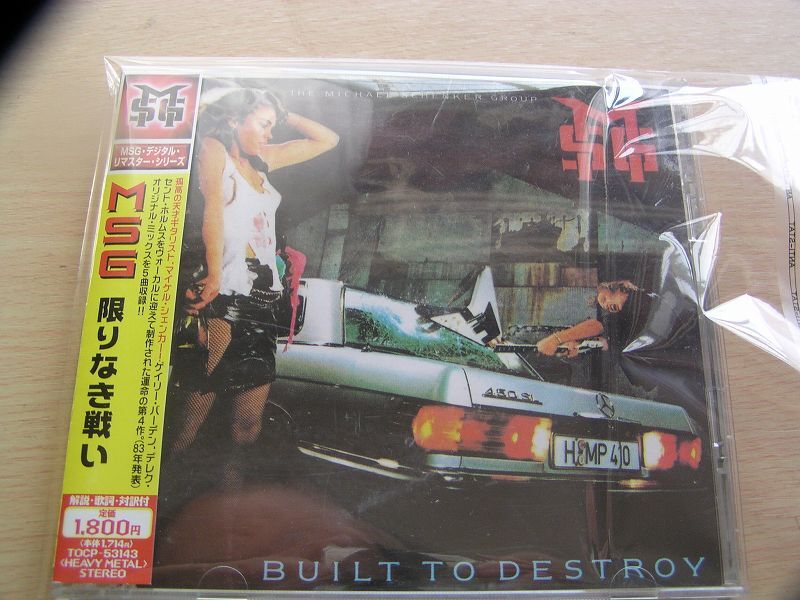 MSG
MSG・デジタル・
リマスター・シリーズ
MSG 限りなき戦い
孤高の天才ギタリスト、マイケル・シェンカー!ゲイリー・バーデン、デレク・
セント・ホルムスをヴォーカルに迎えて制作された運命の第4作。(83年発表)
オリジナル・ミックスを5曲収録!!
解説・歌詞・対訳付
定価
1,800円
(本体1,714円)
TOCP-53143
<HEAVY METAL>
STEREO
THE MICHAEL SCHENKER GROUP
MSG
450 SL
H MP 410
BUILT TO DESTROY
ANTI-STAT